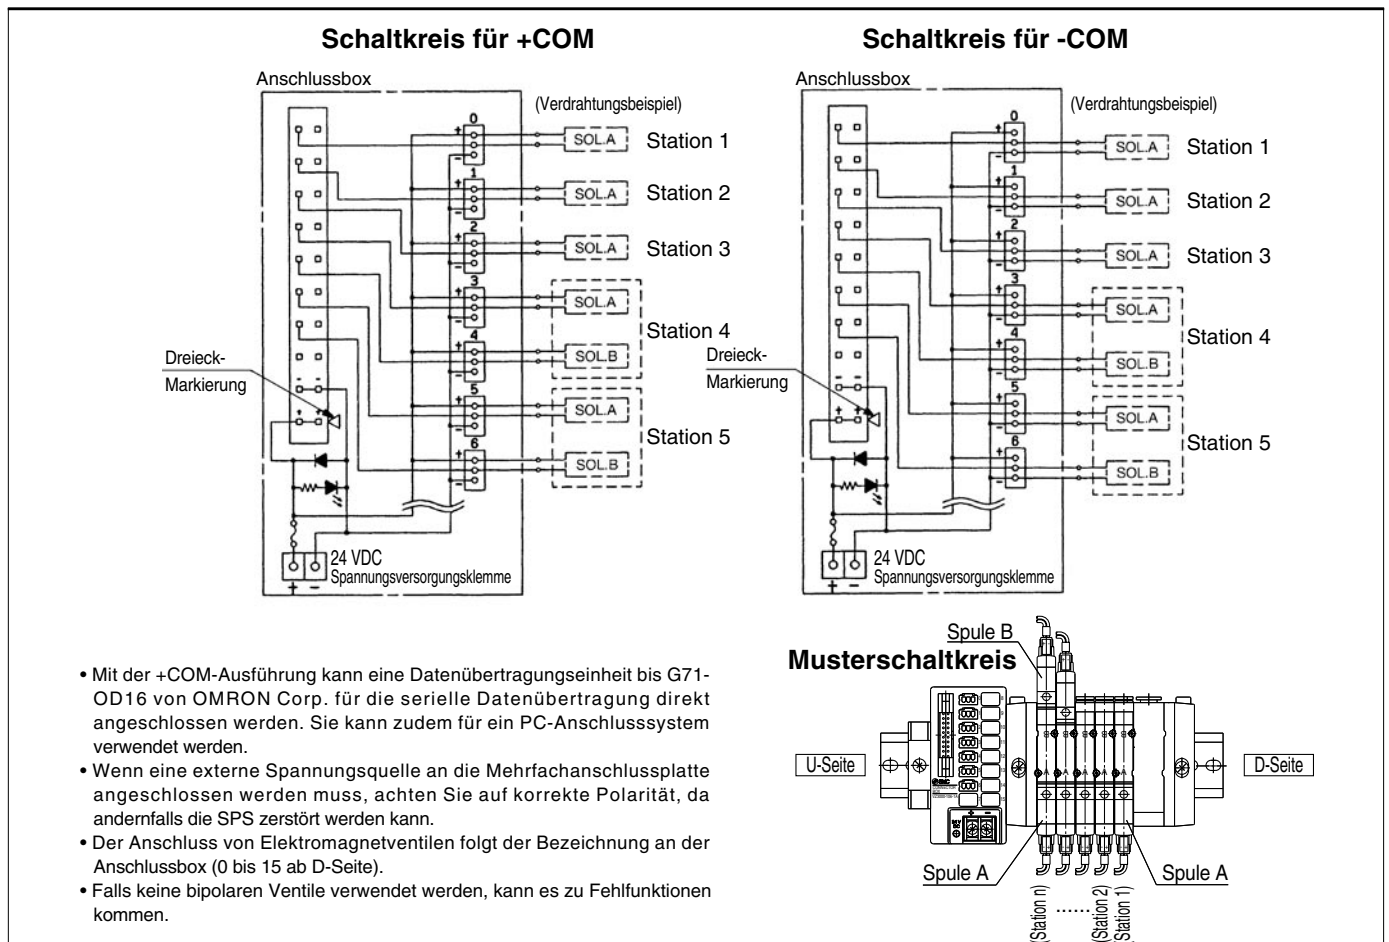 Schaltkreis für +COM
Anschlussbox
(Verdrahtungsbeispiel)
0
+
-
SOL.A
Station 1
1
+
-
SOL.A
Station 2
2
+
-
SOL.A
Station 3
3
+
-
SOL.A
Station 4
4
+
-
SOL.B
5
+
-
SOL.A
Station 5
6
+
-
SOL.B
Dreieck-
Markierung
- -
+ +
24 VDC
Spannungsversorgungsklemme
+ -
Schaltkreis für -COM
Anschlussbox
(Verdrahtungsbeispiel)
0
+
-
SOL.A
Station 1
1
+
-
SOL.A
Station 2
2
+
-
SOL.A
Station 3
3
+
-
SOL.A
Station 4
4
+
-
SOL.B
5
+
-
SOL.A
Station 5
6
+
-
SOL.B
Dreieck-
Markierung
- -
+ +
24 VDC
Spannungsversorgungsklemme
+ -
• Mit der +COM-Ausführung kann eine Datenübertragungseinheit bis G71-
OD16 von OMRON Corp. für die serielle Datenübertragung direkt
angeschlossen werden. Sie kann zudem für ein PC-Anschlusssystem
verwendet werden.
• Wenn eine externe Spannungsquelle an die Mehrfachanschlussplatte
angeschlossen werden muss, achten Sie auf korrekte Polarität, da
andernfalls die SPS zerstört werden kann.
• Der Anschluss von Elektromagnetventilen folgt der Bezeichnung an der
Anschlussbox (0 bis 15 ab D-Seite).
• Falls keine bipolaren Ventile verwendet werden, kann es zu Fehlfunktionen
kommen.
Musterschaltkreis
Spule B
U-Seite
D-Seite
Spule A
Spule A
(Station n)
......
(Station 2)
(Station 1)